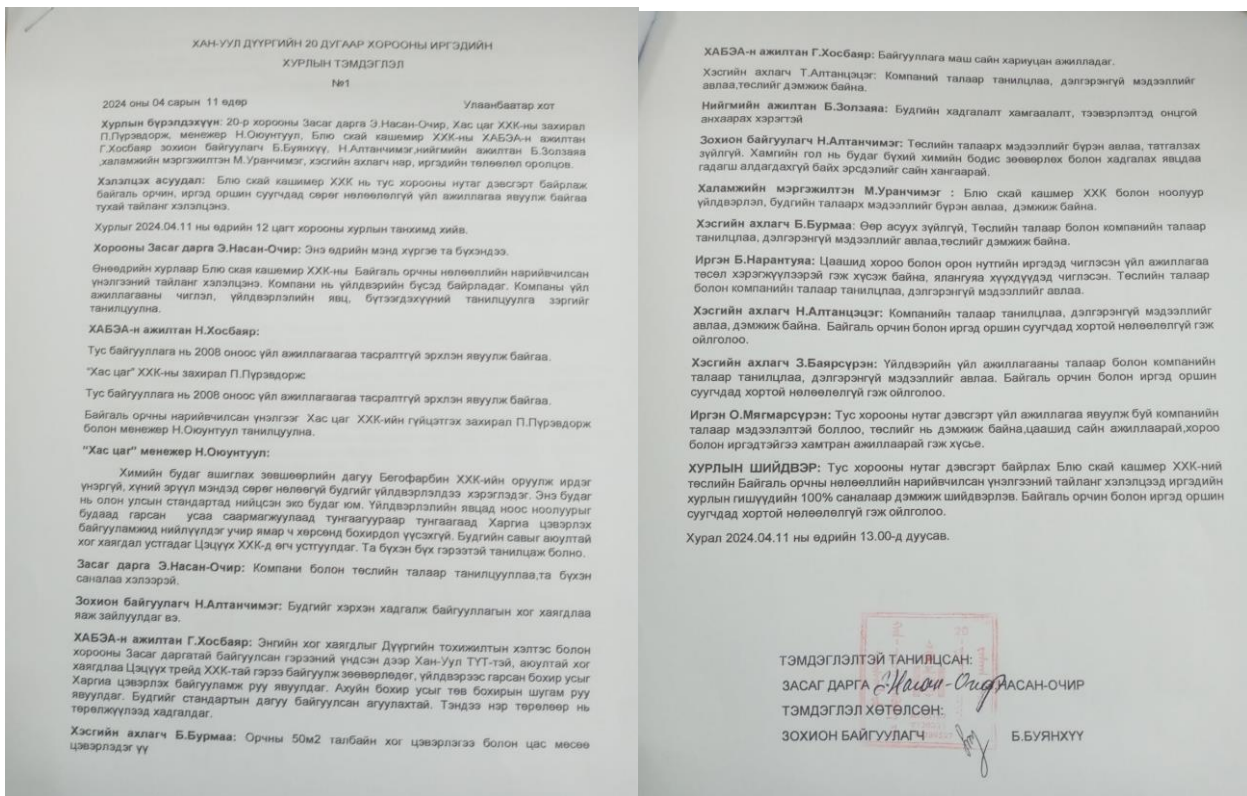 ХАН-УУЛ ДҮҮРГИЙН 20 ДУГААР ХОРООНЫ ИРГЭДИЙН
ХУРЛЫН ТЭМДЭГЛЭЛ
№1
2024 оны 04 сарын 11 өдөр Улаанбаатар хот
Хурлын бүрэлдэхүүн: 20-р хорооны Засаг дарга Э.Насан-Очир, Хас цаг ХХК-ны захирал
П.Пүрэвдорж, менежер Н.Оюунтуул, Блю скай кашемир ХХК-ны ХАБЭА-н ажилтан
Г.Хосбаяр зохион байгуулагч Б.Буянхүү, Н.Алтанчимэг,нийгмийн ажилтан Б.Золзаяа
,халамжийн мэргэжилтэн М.Уранчимэг, хэсгийн ахлагч нар, иргэдийн төлөөлөл оролцов.
Хэлэлцэх асуудал: Блю скай кашимер ХХК нь тус хорооны нутаг дэвсгэрт байрлаж
байгаль орчин, иргэд оршин суугчдад сөрөг нөлөөлөлгүй үйл ажиллагаа явуулж байгаа
тухай тайланг хэлэлцэнэ.
Хурлыг 2024.04.11 ны өдрийн 12 цагт хорооны хурлын танхимд хийв.
Хорооны Засаг дарга Э.Насан-Очир: Энэ өдрийн мэнд хүргэе та бүхэндээ.
Өнөөдрийн хурлаар Блю ская кашемир ХХК-ны Байгаль орчны нөлөөллийн нарийвчилсан
үнэлгээний тайланг хэлэлцэнэ. Компани нь үйлдвэрийн бүсэд байрладаг. Компаны үйл
ажиллагааны чиглэл, үйлдвэрлэлийн явц, бүтээгдэхүүний танилцуулга зэргийг
танилцуулна.
ХАБЭА-н ажилтан Н.Хосбаяр:
Тус байгууллага нь 2008 оноос үйл ажиллагаагаа тасралтгүй эрхлэн явуулж байгаа.
"Хас цаг" ХХК-ны захирал П.Пүрэвдорж:
Тус байгууллага нь 2008 оноос үйл ажиллагаагаа тасралтгүй эрхлэн явуулж байгаа.
Байгаль орчны нарийвчилсан үнэлгээг Хас цаг ХХК-ийн гүйцэтгэх захирал П.Пүрэвдорж
болон менежер Н.Оюунтуул танилцуулна.
"Хас цаг" менежер Н.Оюунтуул:
Химийн будаг ашиглах зөвшөөрлийн дагуу Бегофарбин ХХК-ийн оруулж ирдэг
үнэргүй, хүний эрүүл мэндэд сөрөг нөлөөгүй будгийг үйлдвэрлэлдээ хэрэглэдэг. Энэ будаг
нь олон улсын стандартад нийцсэн эко будаг юм. Үйлдвэрлэлийн явцад ноос ноолуурыг
будаад гарсан усаа саармагжуулаад тунгаагуураар тунгаагаад Харгиа цэвэрлэх
байгууламжид нийлүүлдэг учир ямар ч хөрсөнд бохирдол үүсэхгүй. Будгийн савыг аюултай
хог хаягдал устгадаг Цэцүүх ХХК-д өгч устгуулдаг. Та бүхэн бүх гэрээтэй танилцаж болно.
Засаг дарга Э.Насан-Очир: Компани болон төслийн талаар танилцууллаа,та бүхэн
саналаа хэлээрэй.
Зохион байгуулагч Н.Алтанчимэг: Будгийг хэрхэн хадгалж байгууллагын хог хаягдлаа
яаж зайлуулдаг вэ.
ХАБЭА-н ажилтан Г.Хосбаяр: Энгийн хог хаягдлыг Дүүргийн тохижилтын хэлтэс болон
хорооны Засаг даргатай байгуулсан гэрээний үндсэн дээр Хан-Уул ТҮТ-тэй, аюултай хог
хаягдлаа Цэцүүх трейд ХХК-тай гэрээ байгуулж зөөвөрлөдөг, үйлдвэрээс гарсан бохир усыг
Харгиа цэвэрлэх байгууламж руу явуулдаг. Ахуйн бохир усыг төв бохирын шугам руу
явуулдаг. Будгийг стандартын дагуу байгуулсан агуулахтай. Тэндээ нэр төрөлөөр нь
төрөлжүүлээд хадгалдаг.
Хэсгийн ахлагч Б.Бурмаа: Орчны 50м2 талбайн хог цэвэрлэгээ болон цас мөсөө
цэвэрлэдэг үү
ХАБЭА-н ажилтан Г.Хосбаяр: Байгууллага маш сайн хариуцан ажилладаг.
Хэсгийн ахлагч Т.Алтанцэцэг: Компаний талаар танилцлаа, дэлгэрэнгүй мэдээллийг
авлаа,төслийг дэмжиж байна.
Нийгмийн ажилтан Б.Золзаяа: Будгийн хадгалалт хамгаалалт, тээвэрлэлтэд онцгой
анхаарах хэрэгтэй
Зохион байгуулагч Н.Алтанчимэг: Төслийн талаарх мэдээллийг бүрэн авлаа, татгалзах
зүйлгүй. Хамгийн гол нь будаг бүхий химийн бодис зөөвөрлөх болон хадгалах явцдаа
гадагш алдагдахгүй байх эрсдэлийг сайн хангаарай.
Халамжийн мэргэжилтэн М.Уранчимэг : Блю скай кашмер ХХК болон ноолуур
үйлдвэрлэл, будгийн талаарх мэдээллийг бүрэн авлаа, дэмжиж байна.
Хэсгийн ахлагч Б.Бурмаа: Өөр асуух зүйлгүй, Төслийн талаар болон компанийн талаар
танилцлаа, дэлгэрэнгүй мэдээллийг авлаа,төслийг дэмжиж байна.
Иргэн Б.Нарантуяа: Цаашид хороо болон орон нутгийн иргэдэд чиглэсэн үйл ажиллагаа
төсөл хэрэгжүүлээрэй гэж хүсэж байна, ялангуяа хүүхдүүдэд чиглэсэн. Төслийн талаар
болон компанийн талаар танилцлаа, дэлгэрэнгүй мэдээллийг авлаа.
Хэсгийн ахлагч Н.Алтанцэцэг: Компанийн талаар танилцлаа, дэлгэрэнгүй мэдээллийг
авлаа, дэмжиж байна. Байгаль орчин болон иргэд оршин суугчдад хортой нөлөөлөлгүй гэж
ойлголоо.
Хэсгийн ахлагч З.Баярсүрэн: Үйлдвэрийн үйл ажиллагааны талаар болон компанийн
талаар танилцлаа, дэлгэрэнгүй мэдээллийг авлаа. Байгаль орчин болон иргэд оршин
суугчдад хортой нөлөөлөлгүй гэж ойлголоо.
Иргэн О.Мягмарсүрэн: Тус хорооны нутаг дэвсгэрт үйл ажиллагаа явуулж буй компанийн
талаар мэдээлэлтэй боллоо, төслийг нь дэмжиж байна,цаашид сайн ажиллаарай,хороо
болон иргэдтэйгээ хамтран ажиллаарай гэж хүсье.
ХУРЛЫН ШИЙДВЭР: Тус хорооны нутаг дэвсгэрт байрлах Блю скай кашмер ХХК-ний
төслийн Байгаль орчны нөлөөллийн нарийвчилсан үнэлгээний тайланг хэлэлцээд иргэдийн
хурлын гишүүдийн 100% саналаар дэмжиж шийдвэрлэв. Байгаль орчин болон иргэд оршин
суугчдад хортой нөлөөлөлгүй гэж ойлголоо.
Хурал 2024.04.11 ны өдрийн 13.00-д дуусав.
ТЭМДЭГЛЭЛТЭЙ ТАНИЛЦСАН:
ЗАСАГ ДАРГА Э.Насан-Очир НАСАН-ОЧИР
ТЭМДЭГЛЭЛ ХӨТӨЛСӨН:
ЗОХИОН БАЙГУУЛАГЧ Б.БУЯНХҮҮ